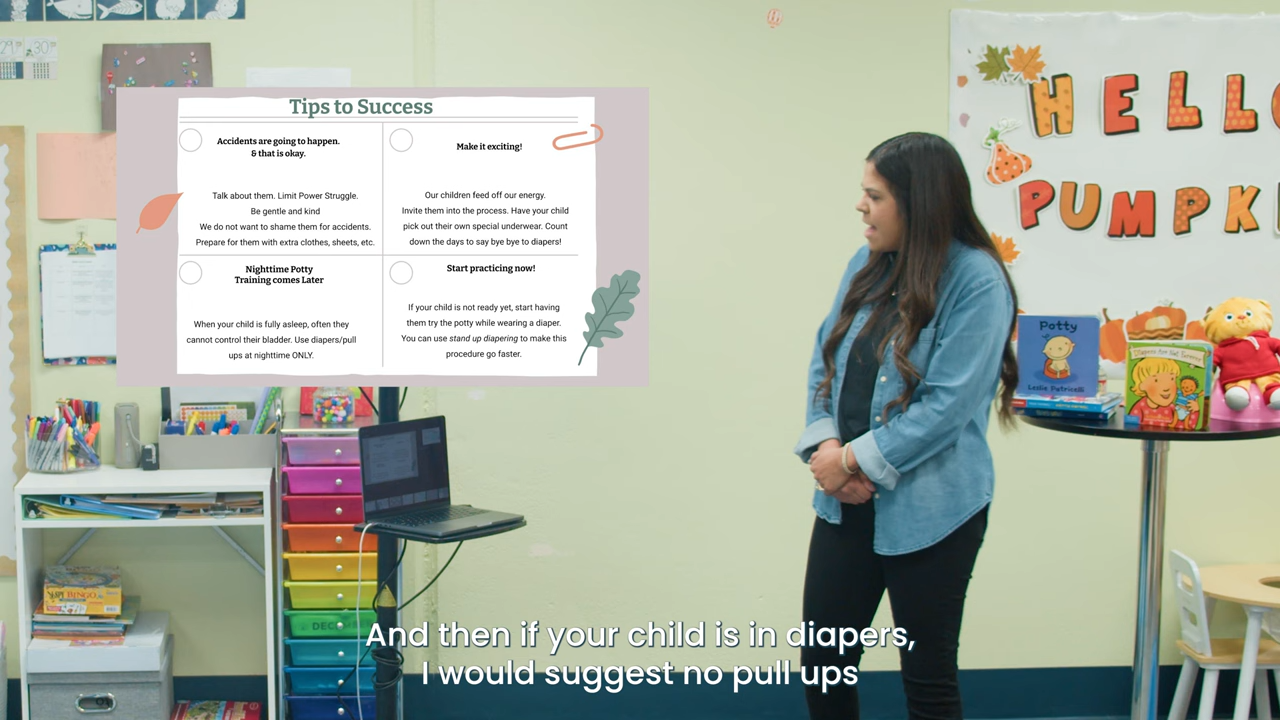 29
30
Tips to Success
Accidents are going to happen.
& that is okay.
Talk about them. Limit Power Struggle.
Be gentle and kind
We do not want to shame them for accidents.
Prepare for them with extra clothes, sheets, etc.
Make it exciting!
Our children feed off our energy.
Invite them into the process. Have your child
pick out their own special underwear. Count
down the days to say bye bye to diapers!
Nighttime Potty
Training comes Later
When your child is fully asleep, often they
cannot control their bladder. Use diapers/pull
ups at nighttime ONLY.
Start practicing now!
If your child is not ready yet, start having
them try the potty while wearing a diaper.
You can use stand up diapering to make this
procedure go faster.
HELLO
PUMPK
Potty
Leslie Patricelli
BINGO
DEC
And then if your child is in diapers,
I would suggest no pull ups